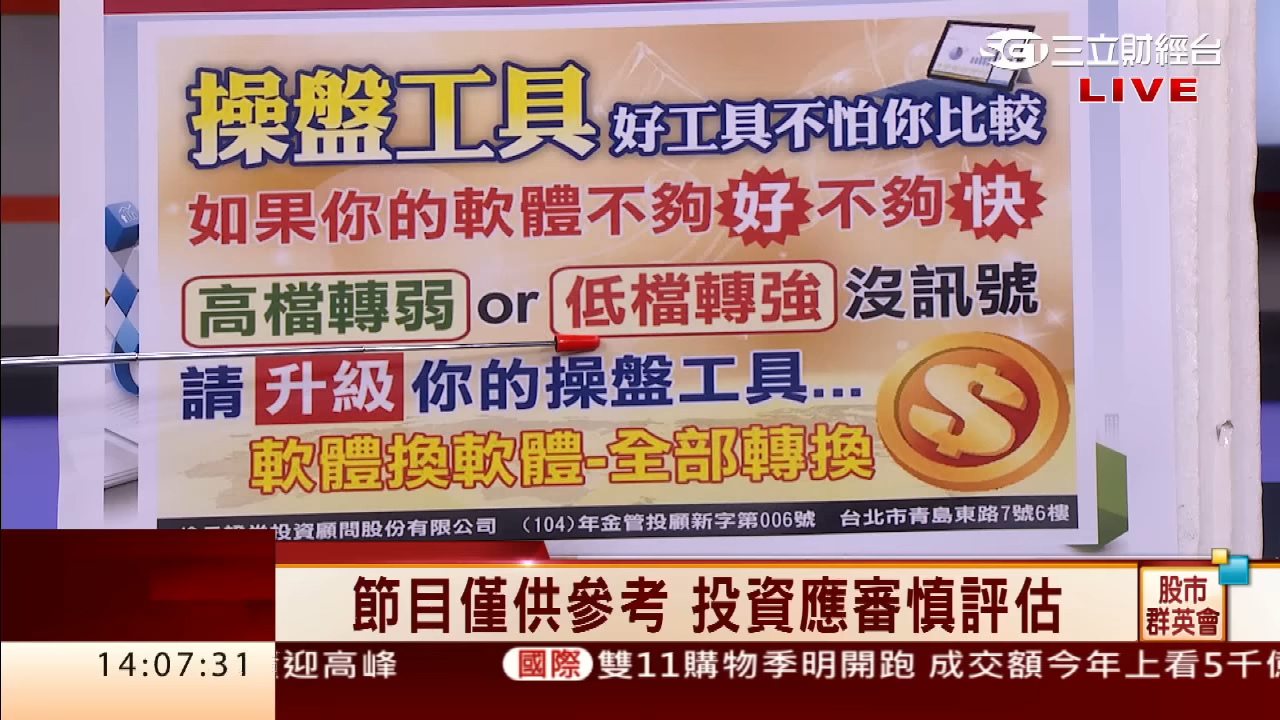 SET三立財經台
LIVE
操盤工具 好工具不怕你比較
如果你的軟體不夠好不夠快
高檔轉弱 or 低檔轉強 沒訊號
請升級你的操盤工具...
軟體換軟體-全部轉換
投資顧問股份有限公司 (104)年金管投顧新字第006號 台北市青島東路7號6樓
節目僅供參考 投資應審慎評估
股市
群英會
14:07:31 迎高峰 國際 雙11購物季明開跑 成交額今年上看5千億